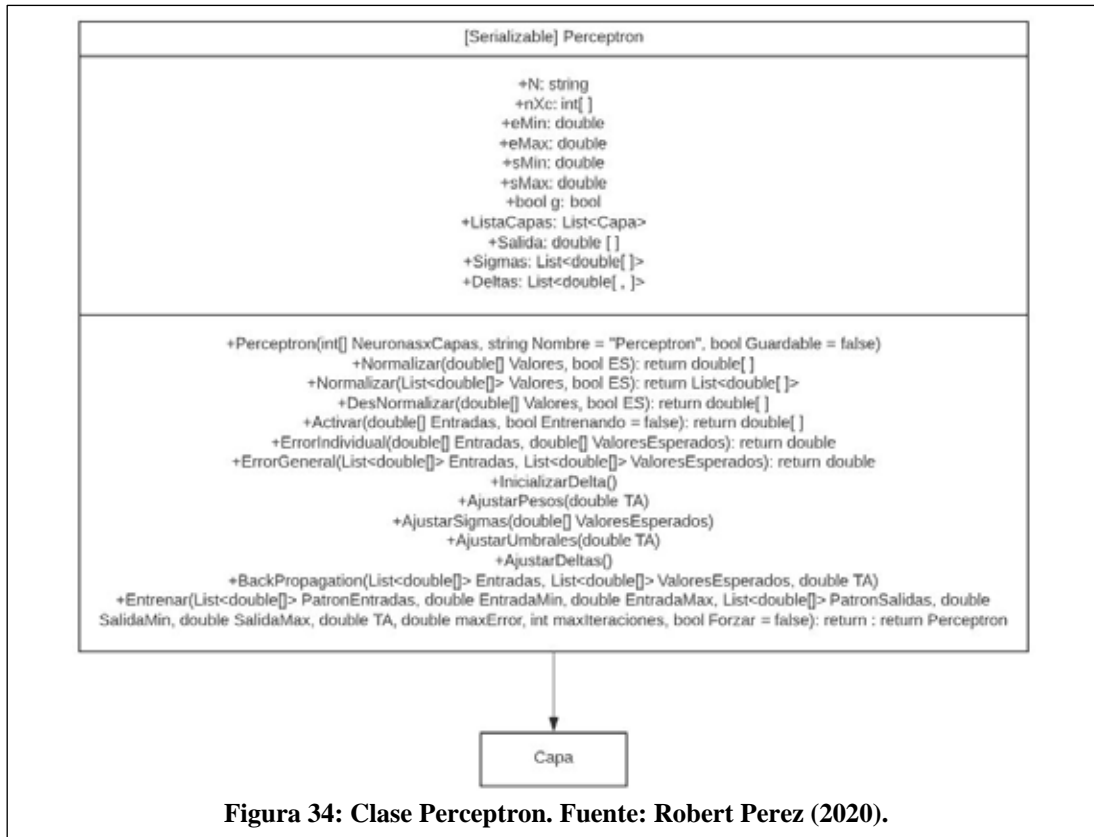 [Serializable] Perceptron
+N: string
+nXc: int[ ]
+eMin: double
+eMax: double
+sMin: double
+sMax: double
+bool g: bool
+ListaCapas: List<Capa>
+Salida: double [ ]
+Sigmas: List<double[ ]>
+Deltas: List<double[ , ]>
+Perceptron(int[] NeuronasxCapas, string Nombre = "Perceptron", bool Guardable = false)
+Normalizar(double[] Valores, bool ES): return double[ ]
+Normalizar(List<double[]> Valores, bool ES): return List<double[ ]>
+DesNormalizar(double[] Valores, bool ES): return double[ ]
+Activar(double[] Entradas, bool Entrenando = false): return double[ ]
+ErrorIndividual(double[] Entradas, double[] ValoresEsperados): return double
+ErrorGeneral(List<double[]> Entradas, List<double[]> ValoresEsperados): return double
+InicializarDelta()
+AjustarPesos(double TA)
+AjustarSigmas(double[] ValoresEsperados)
+AjustarUmbrales(double TA)
+AjustarDeltas()
+BackPropagation(List<double[]> Entradas, List<double[]> ValoresEsperados, double TA)
+Entrenar(List<double[]> PatronEntradas, double EntradaMin, double EntradaMax, List<double[]> PatronSalidas, double
SalidaMin, double SalidaMax, double TA, double maxError, int maxIteraciones, bool Forzar = false): return : return Perceptron
Capa
Figura 34: Clase Perceptron. Fuente: Robert Perez (2020).